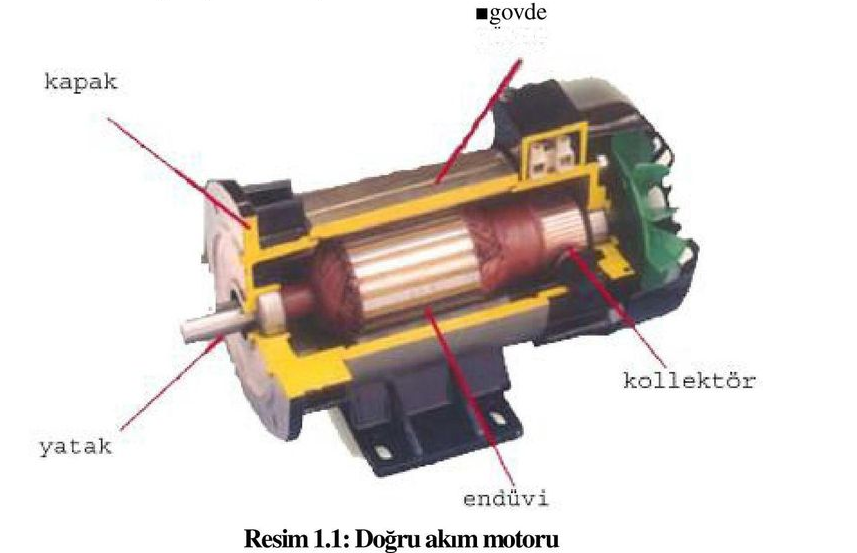 ■govde
kapak
kollektör
yatak
endüvi
Resim 1.1: Doğru akım motoru